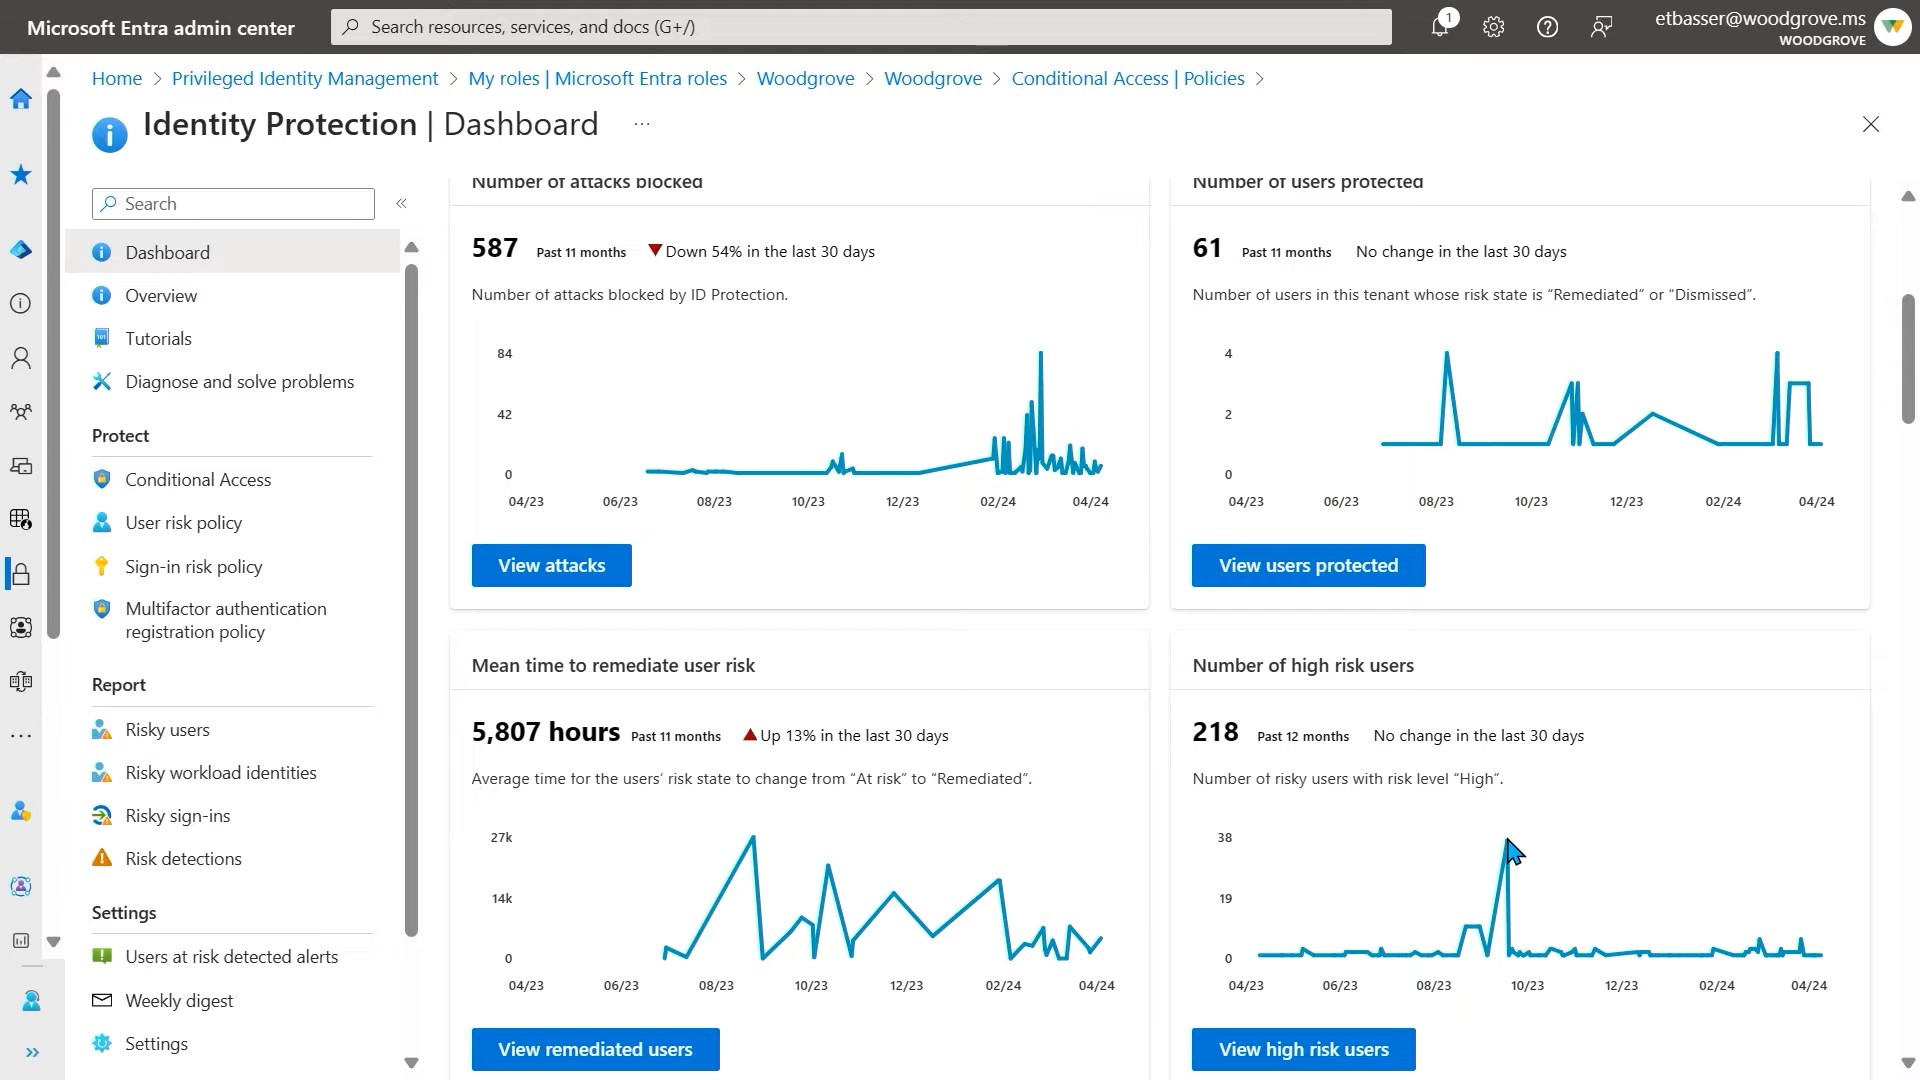 Microsoft Entra admin center
Search resources, services, and docs (G+/)
1
etbasser@woodgrove.ms
WOODGROVE
Home > Privileged Identity Management > My roles | Microsoft Entra roles > Woodgrove > Woodgrove > Conditional Access | Policies >
Identity Protection | Dashboard ...
Search
«
Dashboard
Overview
Tutorials
Diagnose and solve problems
Protect
Conditional Access
User risk policy
Sign-in risk policy
Multifactor authentication
registration policy
Report
Risky users
Risky workload identities
Risky sign-ins
Risk detections
Settings
Users at risk detected alerts
Weekly digest
Settings
Number of attacks blocked
587 Past 11 months Down 54% in the last 30 days
Number of attacks blocked by ID Protection.
84
42
0
04/23 06/23 08/23 10/23 12/23 02/24 04/24
View attacks
Number of users protected
61 Past 11 months No change in the last 30 days
Number of users in this tenant whose risk state is “Remediated” or “Dismissed”.
4
2
0
04/23 06/23 08/23 10/23 12/23 02/24 04/24
View users protected
Mean time to remediate user risk
5,807 hours Past 11 months Up 13% in the last 30 days
Average time for the users’ risk state to change from “At risk” to “Remediated”.
27k
14k
0
04/23 06/23 08/23 10/23 12/23 02/24 04/24
View remediated users
Number of high risk users
218 Past 12 months No change in the last 30 days
Number of risky users with risk level “High”.
38
19
0
04/23 06/23 08/23 10/23 12/23 02/24 04/24
View high risk users